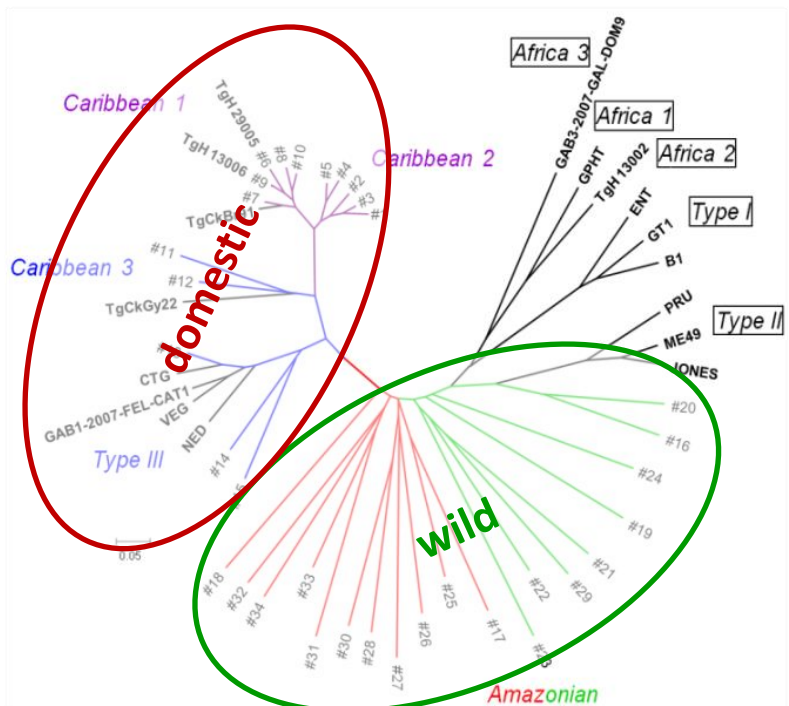 Africa 3
GAB3-2007-GAL-DOM9
Africa 1
GPHT
Africa 2
TgH 13002
ENT
Type I
GT1
B1
PRU
Type II
ME49
JONES
Caribbean 1
TgH 29005
TgH 13006
#6
#8
#10
#9
#7
Caribbean 2
#5
#4
#2
#3
Caribbean 3
#11
#12
TgCkGy22
domestic
CTG
GAB1-2007-FEL-CAT1
VEG
NED
Type III
#14
0.05
wild
#20
#16
#24
#19
#21
#29
#22
#23
#17
#25
#26
#27
#28
#30
#31
#33
#34
#32
#18
Amazonian